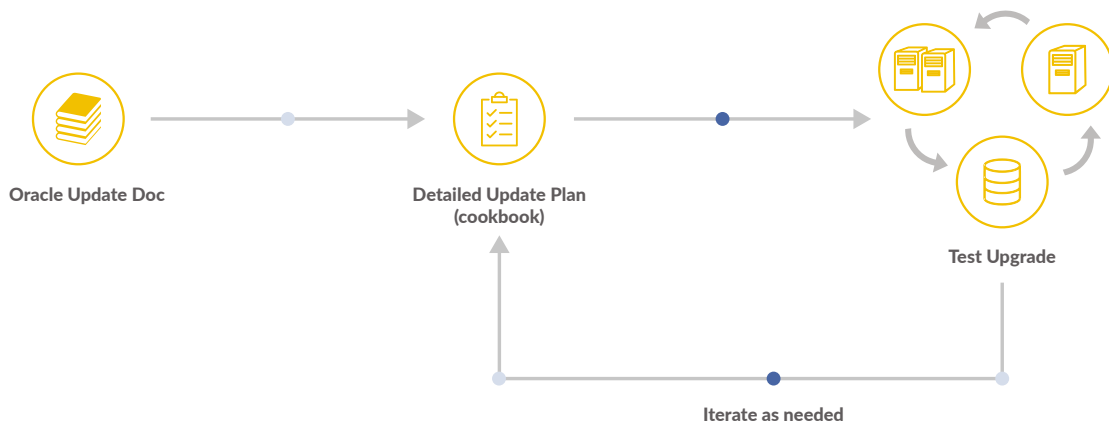 Oracle Update Doc
Detailed Update Plan
(cookbook)
Test Upgrade
Iterate as needed